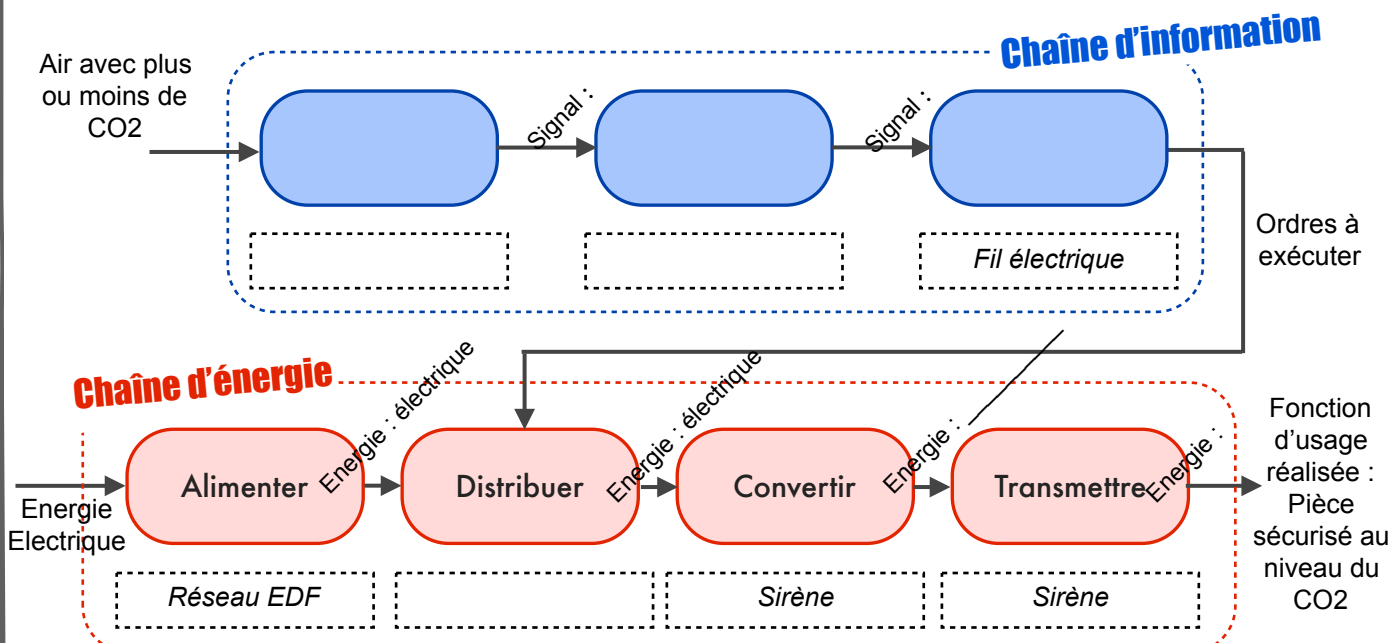 Chaîne d'information
Air avec plus
ou moins de
CO2
Signal :
Signal :
Fil électrique
Ordres à
exécuter
Chaîne d'énergie
Energie
Electrique
Alimenter
Energie : électrique
Distribuer
Energie : électrique
Convertir
Energie :
Transmettre
Energie :
Fonction
d'usage
réalisée :
Pièce
sécurisé au
niveau du
CO2
Réseau EDF
Sirène
Sirène